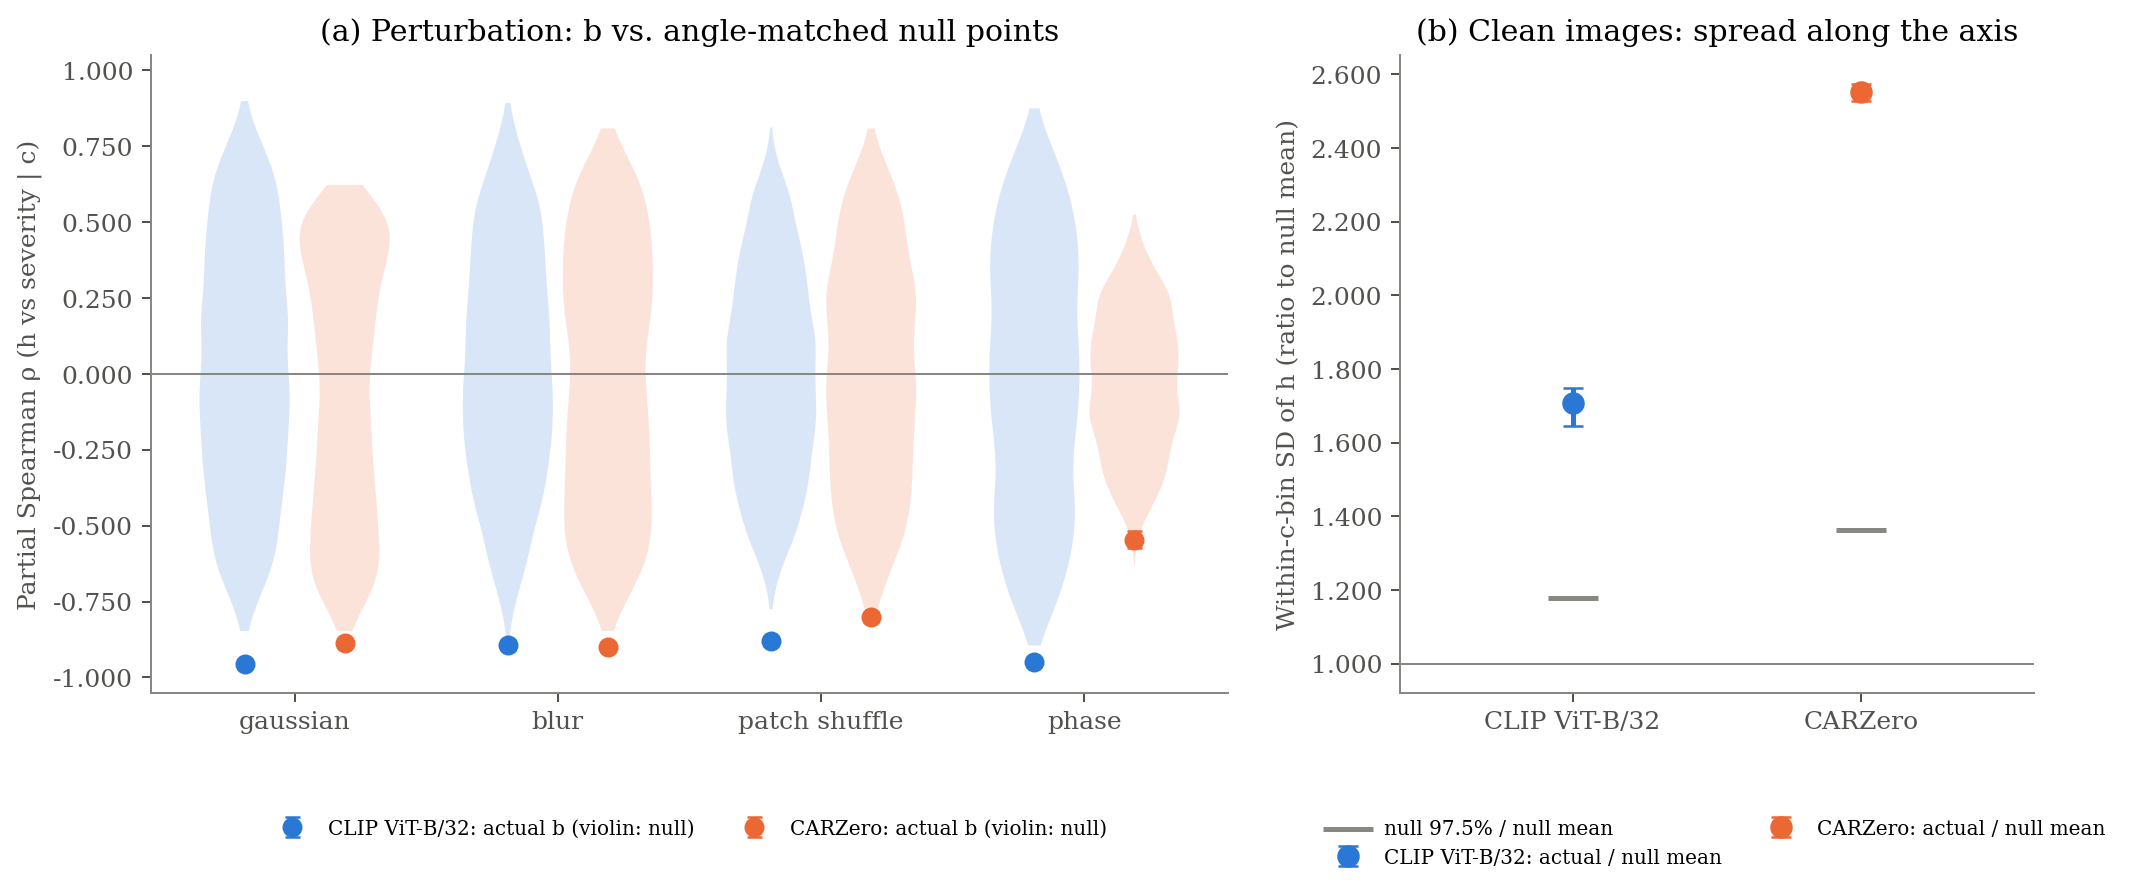 (a) Perturbation: b vs. angle-matched null points
Partial Spearman ρ (h vs severity | c)
1.000
0.750
0.500
0.250
0.000
-0.250
-0.500
-0.750
-1.000
gaussian
blur
patch shuffle
phase
CLIP ViT-B/32: actual b (violin: null)
CARZero: actual b (violin: null)
(b) Clean images: spread along the axis
Within-c-bin SD of h (ratio to null mean)
2.600
2.400
2.200
2.000
1.800
1.600
1.400
1.200
1.000
CLIP ViT-B/32
CARZero
null 97.5% / null mean
CLIP ViT-B/32: actual / null mean
CARZero: actual / null mean